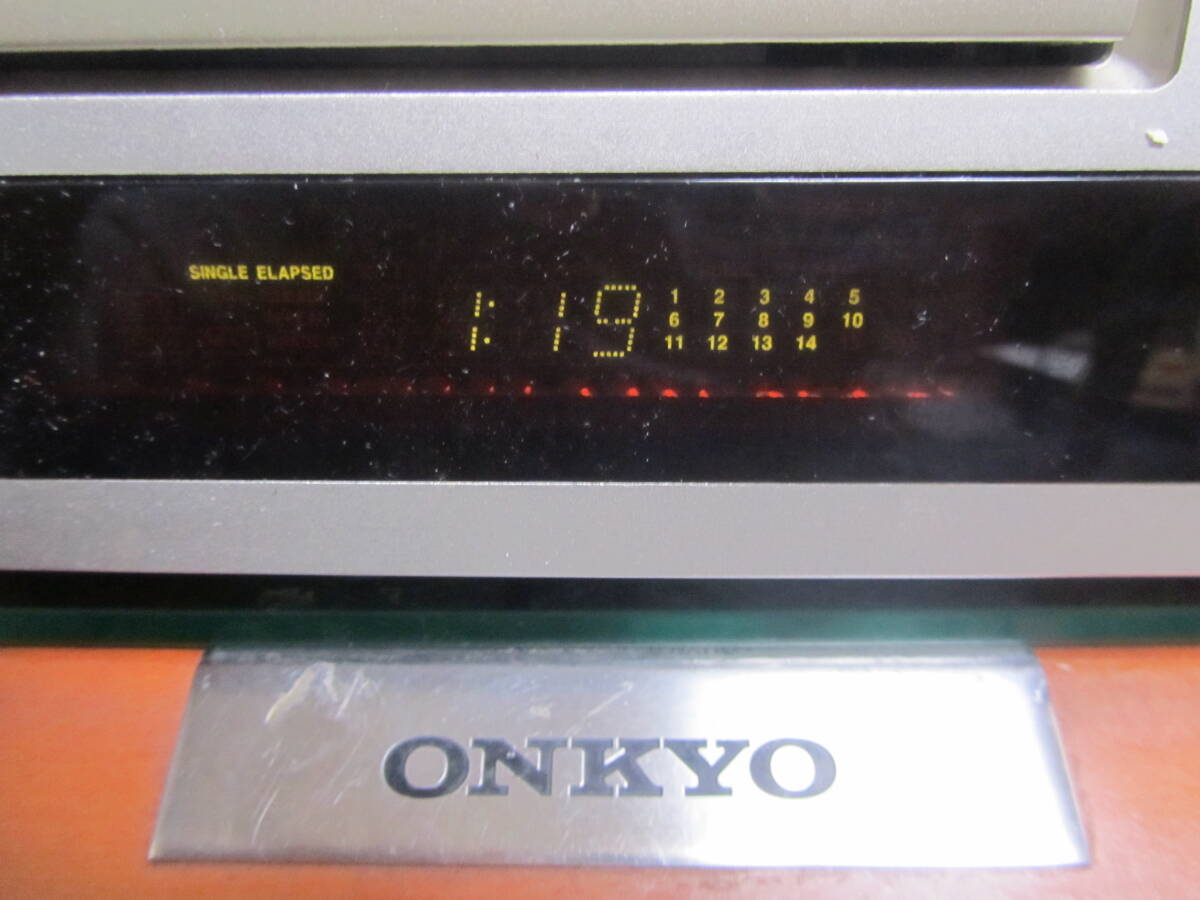 SINGLE ELAPSED
1:19
1 2 3 4 5
6 7 8 9 10
11 12 13 14
ONKYO